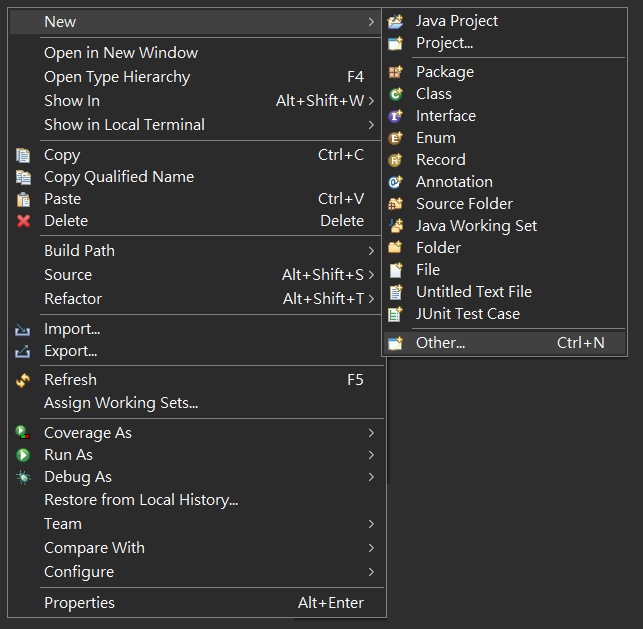 New
Open in New Window
Open Type Hierarchy F4
Show In Alt+Shift+W
Show in Local Terminal
Copy Ctrl+C
Copy Qualified Name
Paste Ctrl+V
Delete Delete
Build Path
Source Alt+Shift+S
Refactor Alt+Shift+T
Import...
Export...
Refresh F5
Assign Working Sets...
Coverage As
Run As
Debug As
Restore from Local History...
Team
Compare With
Configure
Properties Alt+Enter
Java Project
Project...
Package
Class
Interface
Enum
Record
Annotation
Source Folder
Java Working Set
Folder
File
Untitled Text File
JUnit Test Case
Other... Ctrl+N